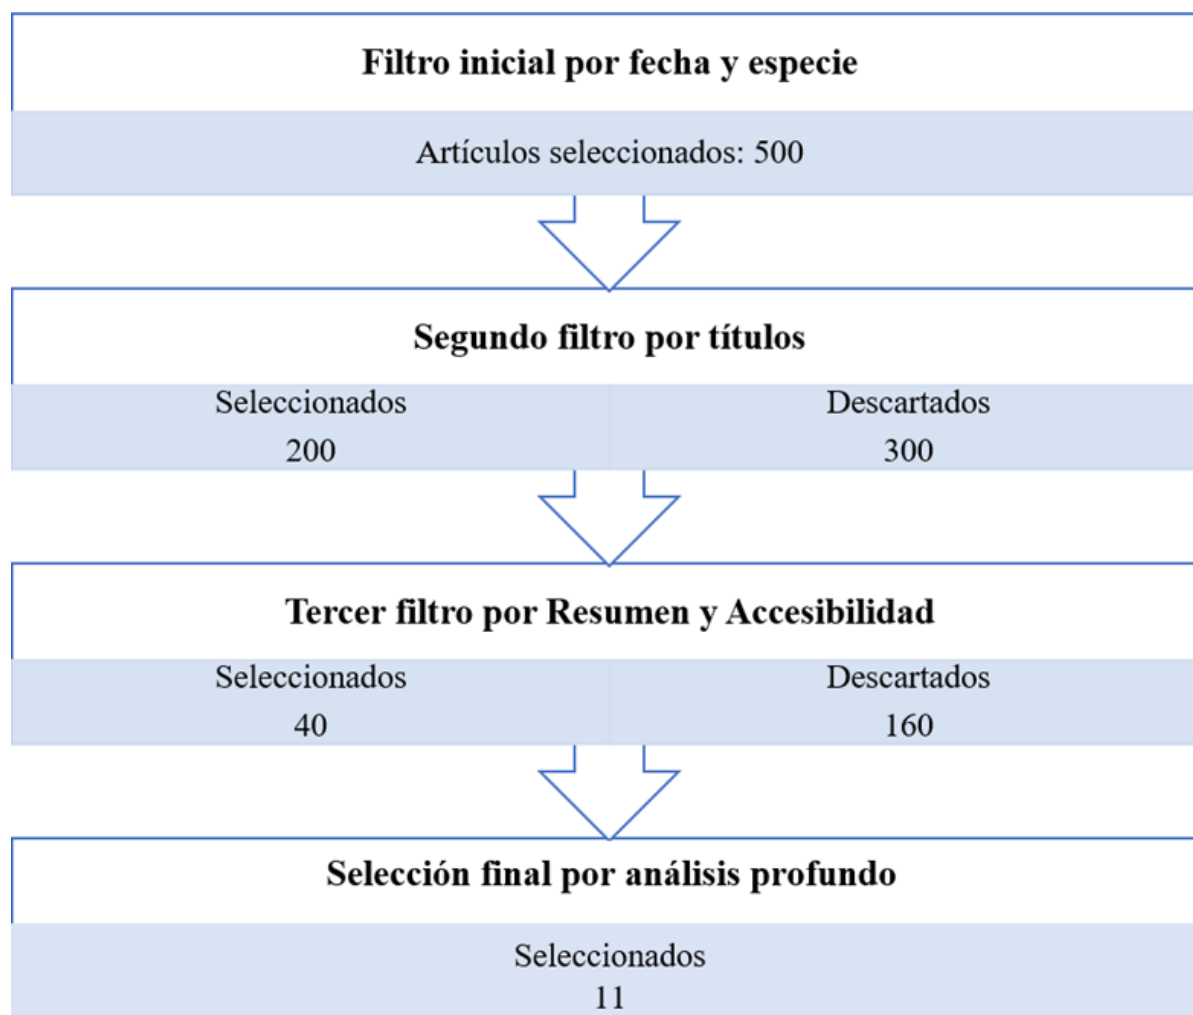 Filtro inicial por fecha y especie
Artículos seleccionados: 500
Segundo filtro por títulos
Seleccionados
200
Descartados
300
Tercer filtro por Resumen y Accesibilidad
Seleccionados
40
Descartados
160
Selección final por análisis profundo
Seleccionados
11